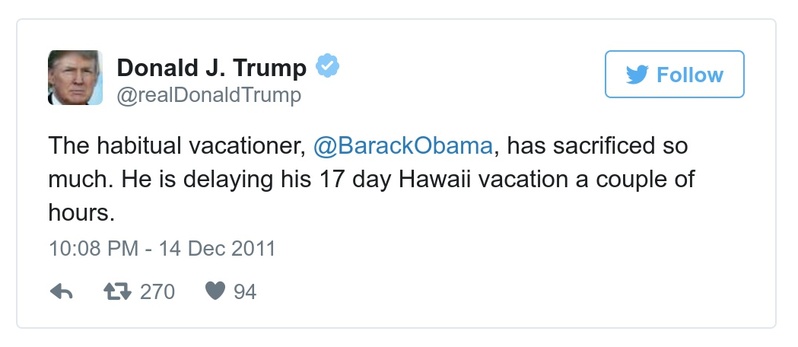 Donald J. Trump
@realDonaldTrump
Follow
The habitual vacationer, @BarackObama, has sacrificed so
much. He is delaying his 17 day Hawaii vacation a couple of
hours.
10:08 PM - 14 Dec 2011
270 94